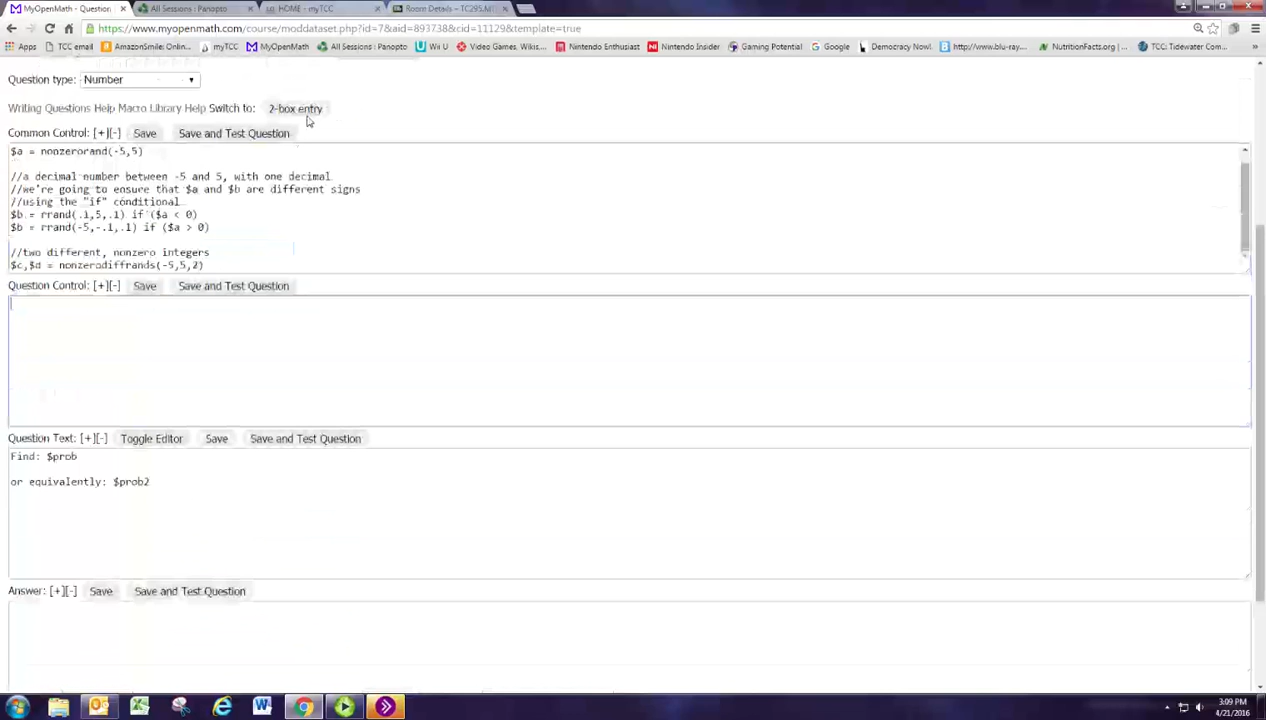 MyOpenMath - Question
All Sessions : Panopto
HOME - myTCC
Room Details – TC295.N
https://www.myopenmath.com/course/moddataset.php?id=7&aid=893738&cid=11129&template=true
Apps
TCC email
AmazonSmile: Onlin...
myTCC
MyOpenMath
All Sessions : Panopto
Wii U
Video Games, Wikis...
Nintendo Enthusiast
Nintendo Insider
Gaming Potential
Google
Democracy Now!
http://www.blu-ray...
NutritionFacts.org |
TCC: Tidewater Com...
Question type: Number
Writing Questions Help Macro Library Help Switch to: 2-box entry
Common Control: [+][-] Save Save and Test Question
$a = nonzerorand(-5,5)
//a decimal number between -5 and 5, with one decimal
//we're going to ensure that $a and $b are different signs
//using the "if" conditional
$b = rrand(.1,5,.1) if ($a < 0)
$b = rrand(-5,-.1,.1) if ($a > 0)
//two different, nonzero integers
$c,$d = nonzerodiffrands(-5,5,2)
Question Control: [+][-] Save Save and Test Question
Question Text: [+][-] Toggle Editor Save Save and Test Question
Find: $prob
or equivalently: $prob2
Answer: [+][-] Save Save and Test Question
3:09 PM
4/21/2016